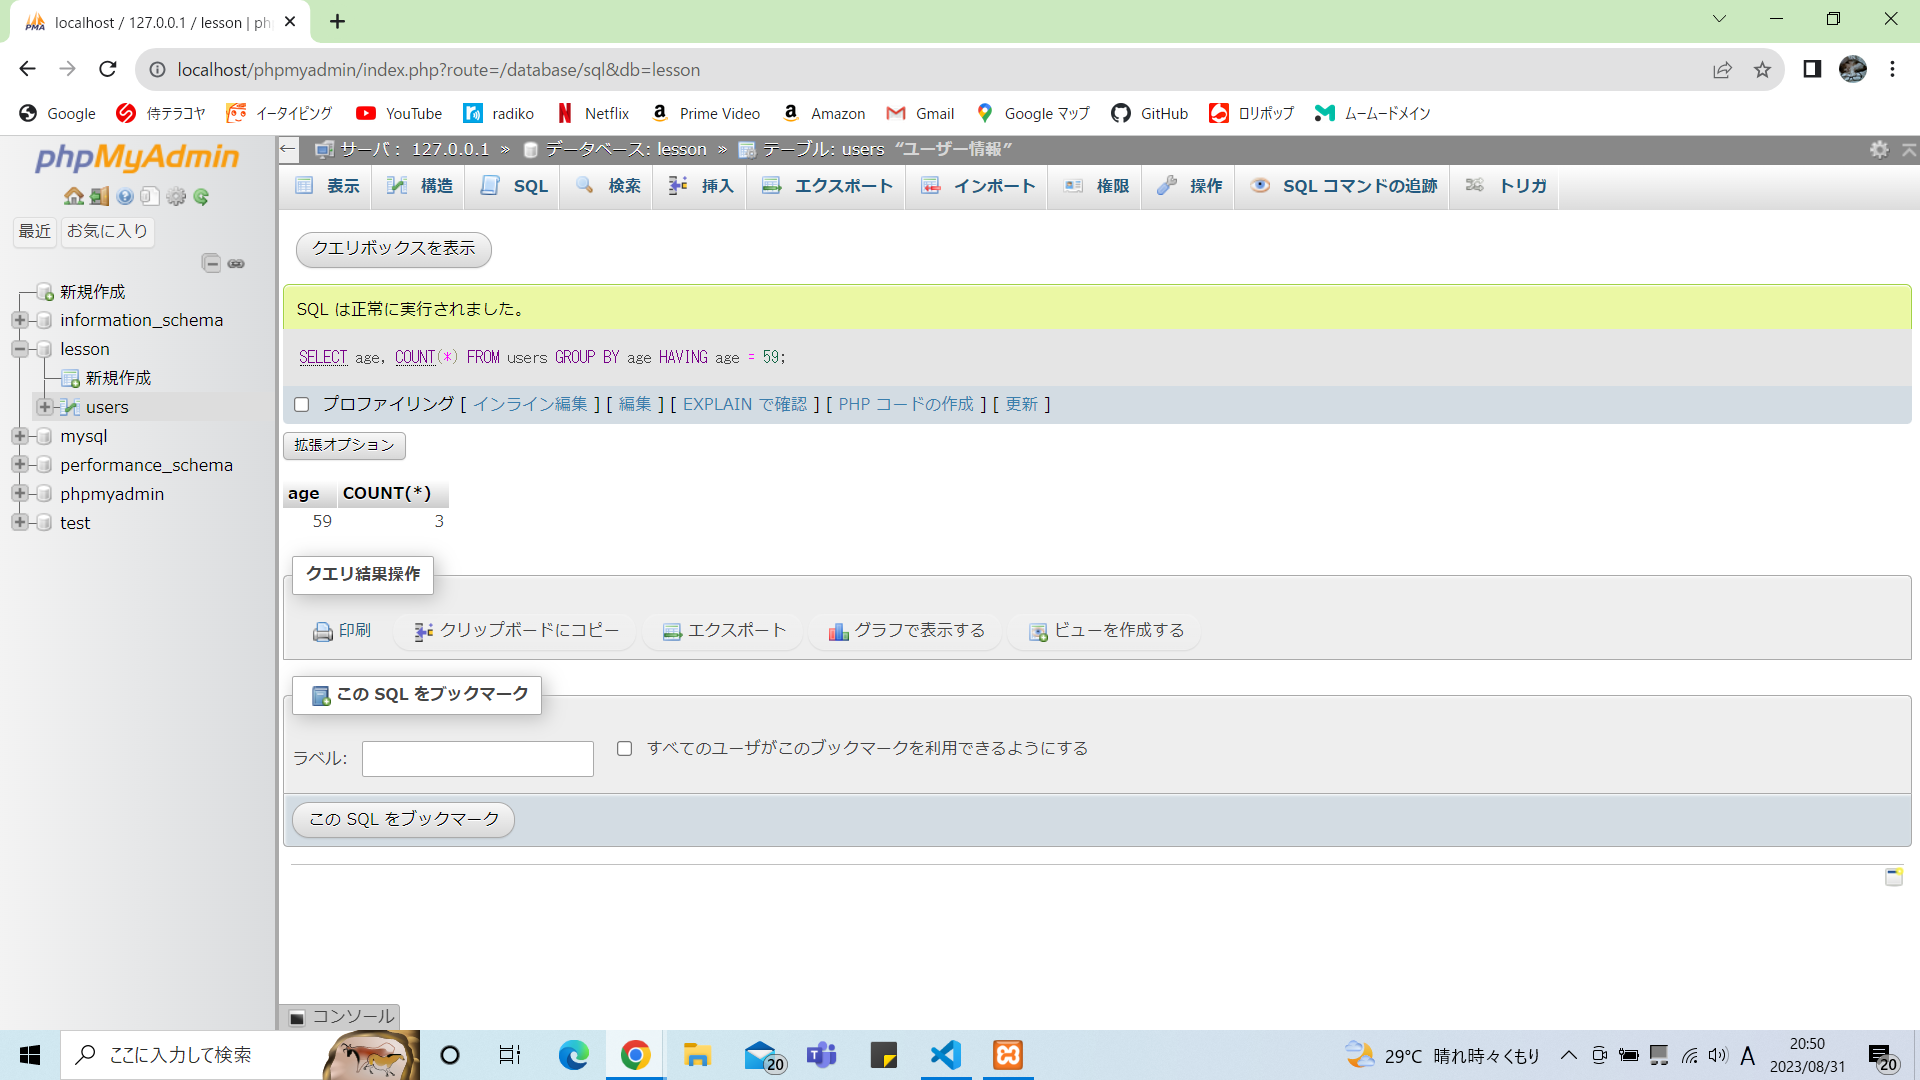 localhost / 127.0.0.1 / lesson | ph
localhost/phpmyadmin/index.php?route=/database/sql&db=lesson
Google 侍テラコヤ イータイピング YouTube radiko Netflix Prime Video Amazon Gmail Google マップ GitHub ロリポップ ムームードメイン
phpMyAdmin
最近 お気に入り
新規作成
information_schema
lesson
新規作成
users
mysql
performance_schema
phpmyadmin
test
サーバ: 127.0.0.1 » データベース: lesson » テーブル: users “ユーザー情報”
表示 構造 SQL 検索 挿入 エクスポート インポート 権限 操作 SQL コマンドの追跡 トリガ
クエリボックスを表示
SQL は正常に実行されました。
SELECT age, COUNT(*) FROM users GROUP BY age HAVING age = 59;
プロファイリング [ インライン編集 ] [ 編集 ] [ EXPLAIN で確認 ] [ PHP コードの作成 ] [ 更新 ]
拡張オプション
age COUNT(*)
59 3
クエリ結果操作
印刷 クリップボードにコピー エクスポート グラフで表示する ビューを作成する
この SQL をブックマーク
ラベル: すべてのユーザがこのブックマークを利用できるようにする
この SQL をブックマーク
コンソール
ここに入力して検索
20
29°C 晴れ時々くもり
A
20:50
2023/08/31
20